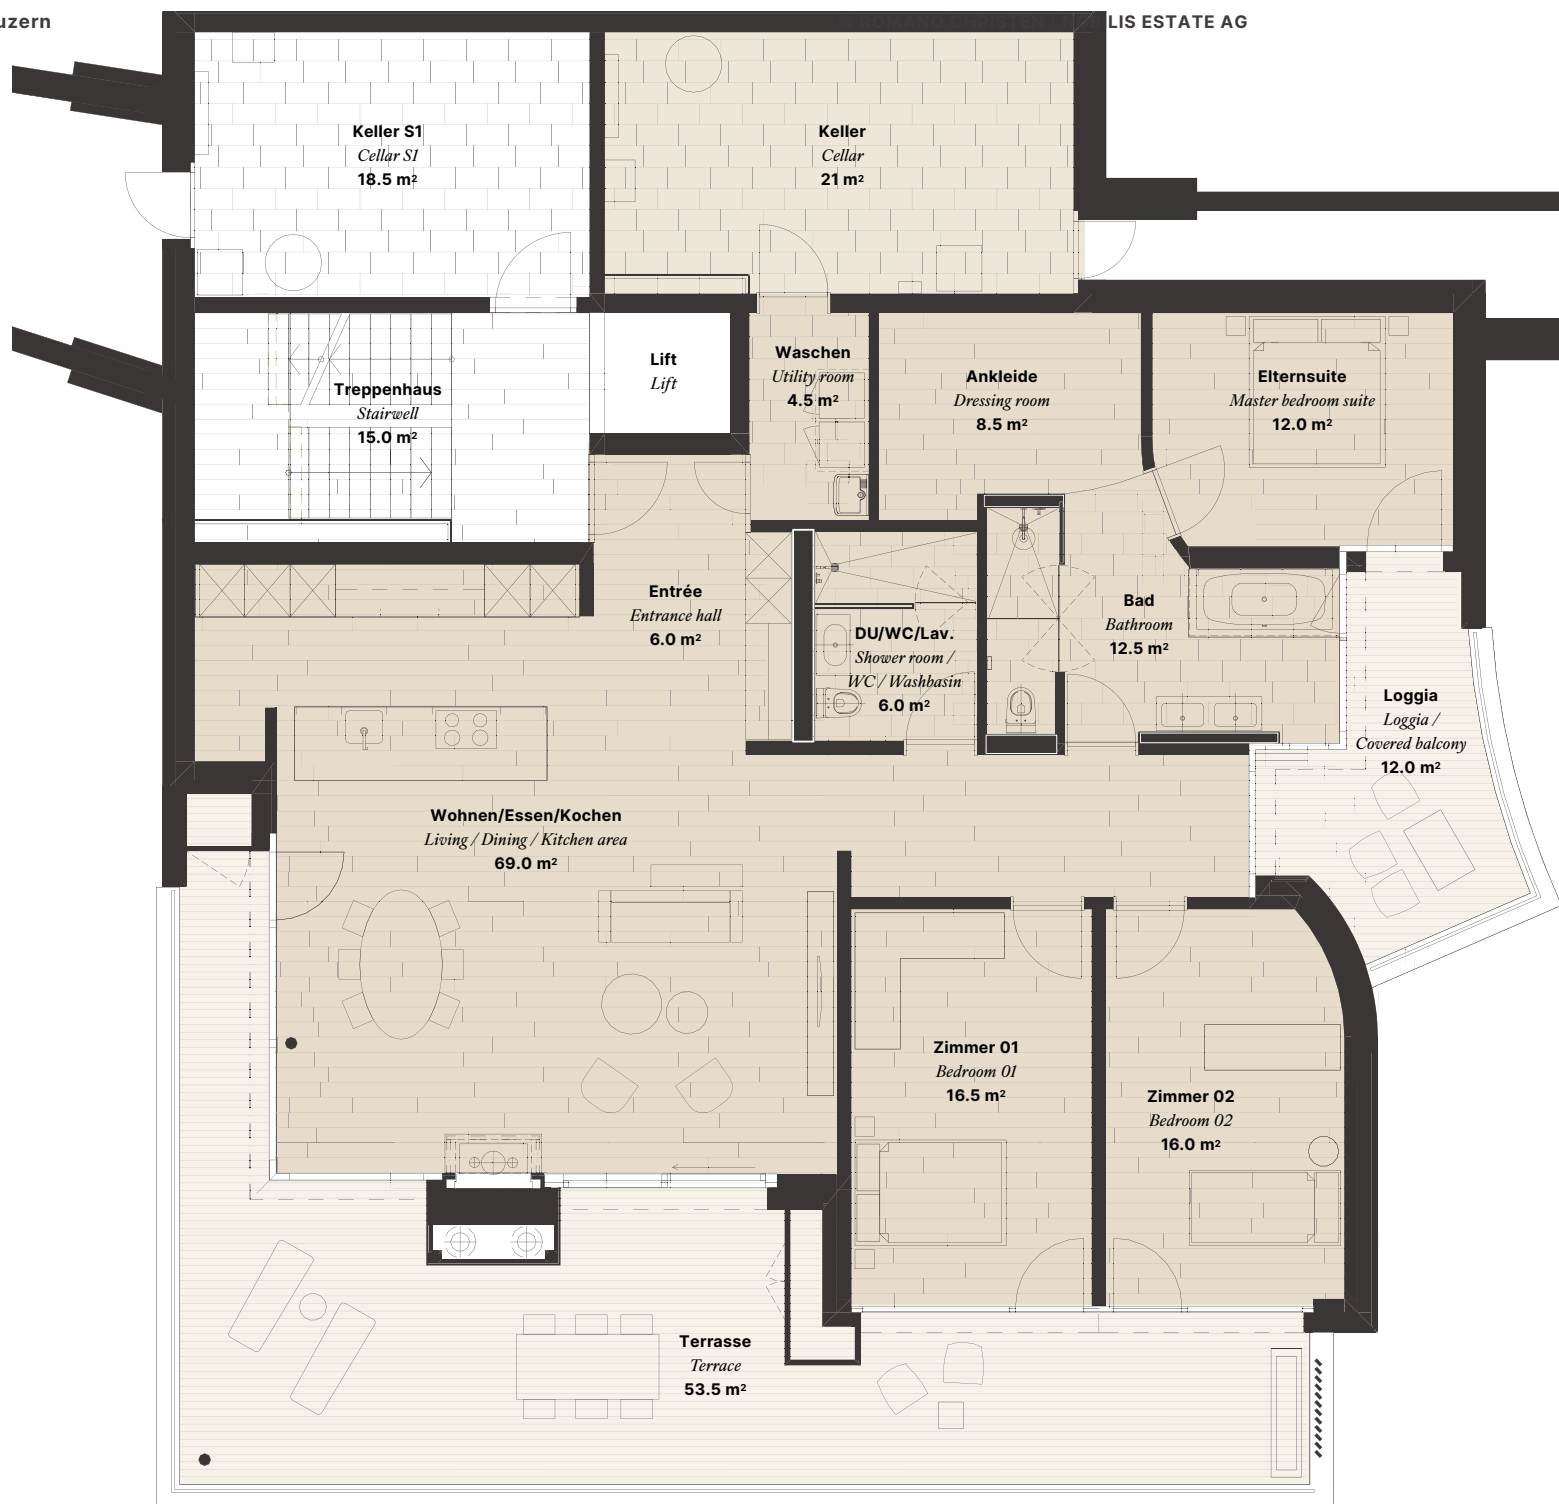 uzern
© ROMANO CHRISTEN
LIS ESTATE AG
Keller S1
Cellar S1
18.5 m²
Keller
Cellar
21 m²
Lift
Lift
Waschen
Utility room
4.5 m²
Ankleide
Dressing room
8.5 m²
Elternsuite
Master bedroom suite
12.0 m²
Treppenhaus
Stairwell
15.0 m²
Entrée
Entrance hall
6.0 m²
DU/WC/Lav.
Shower room /
WC / Washbasin
6.0 m²
Bad
Bathroom
12.5 m²
Loggia
Loggia /
Covered balcony
12.0 m²
Wohnen/Essen/Kochen
Living / Dining / Kitchen area
69.0 m²
Zimmer 01
Bedroom 01
16.5 m²
Zimmer 02
Bedroom 02
16.0 m²
Terrasse
Terrace
53.5 m²